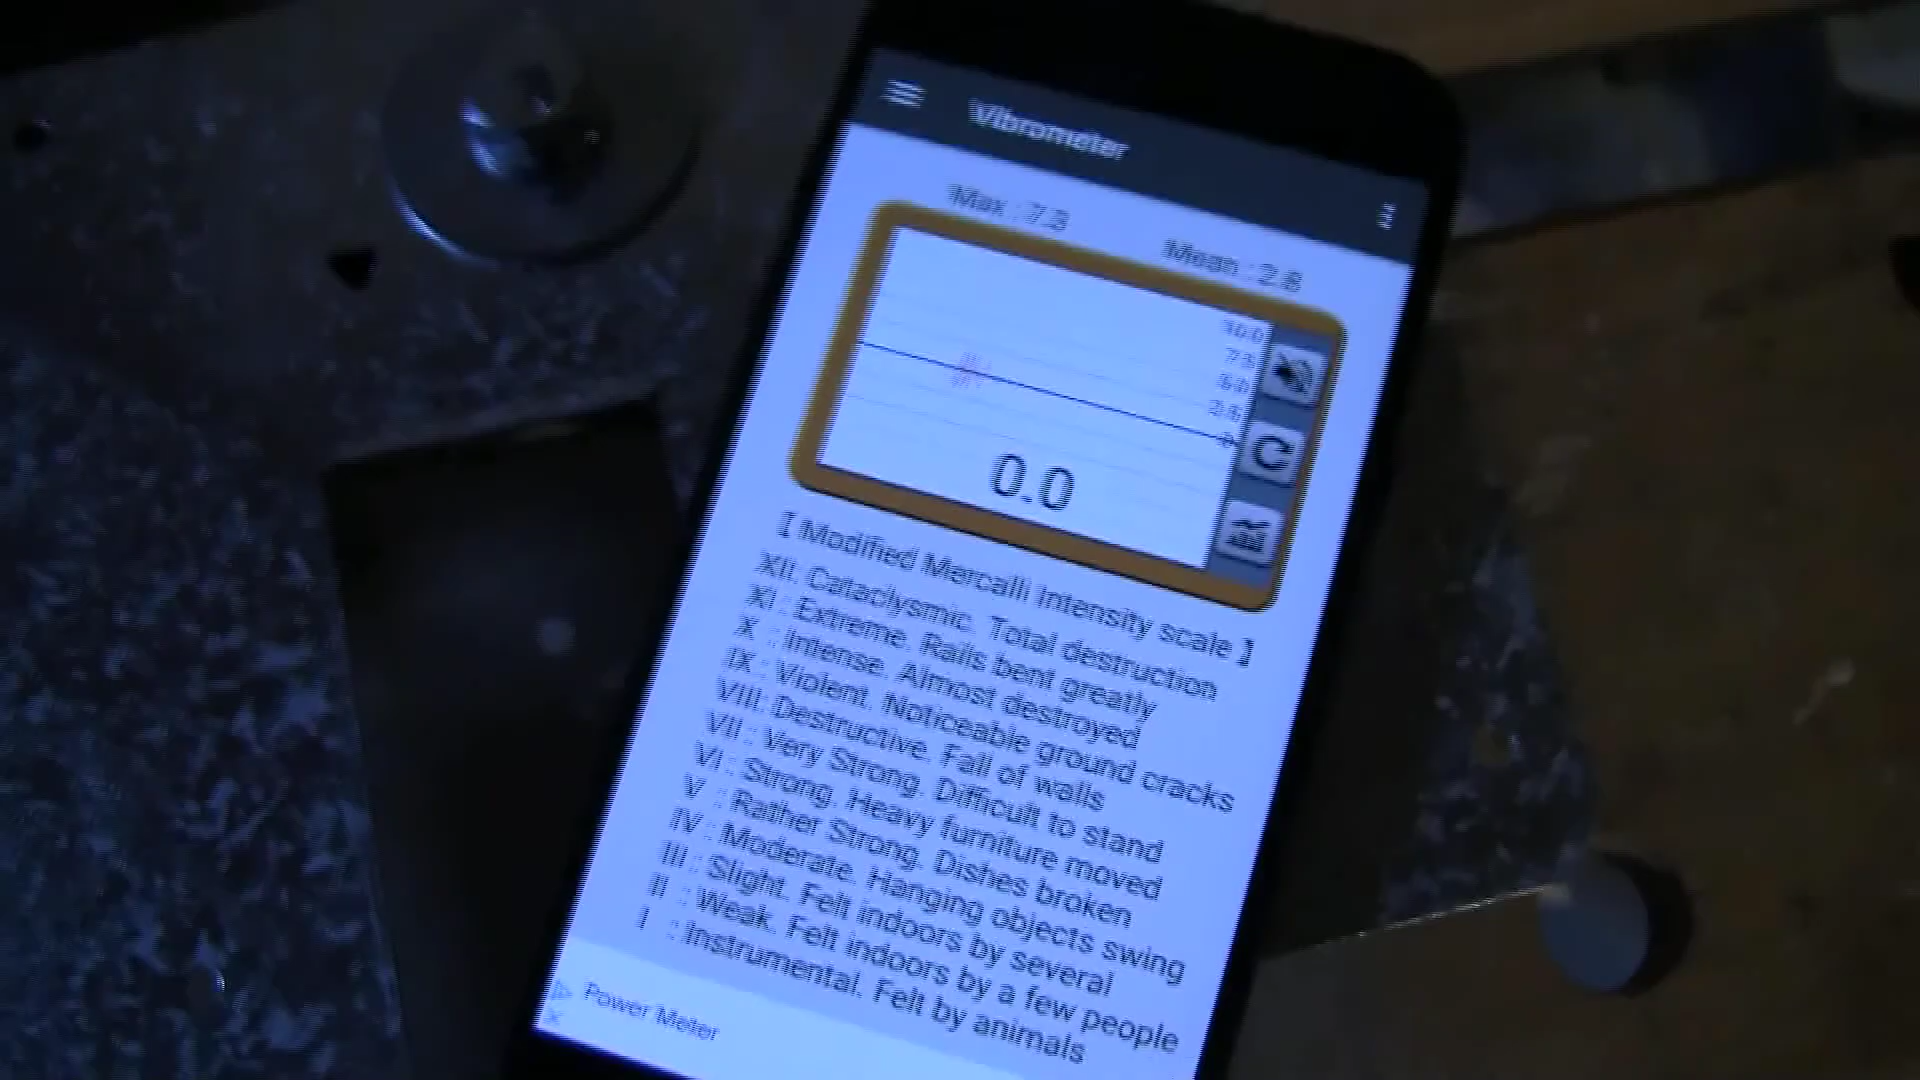 Vibrometer
Max : 7.3
Mean : 2.8
10.0
7.5
5.0
2.5
0.0
【 Modified Mercalli Intensity scale 】
XII. Cataclysmic. Total destruction
XI : Extreme. Rails bent greatly
X : Intense. Almost destroyed
IX : Violent. Noticeable ground cracks
VIII: Destructive. Fall of walls
VII : Very Strong. Difficult to stand
VI : Strong. Heavy furniture moved
V : Rather Strong. Dishes broken
IV : Moderate. Hanging objects swing
III : Slight. Felt indoors by several
II : Weak. Felt indoors by a few people
I : Instrumental. Felt by animals
Power Meter